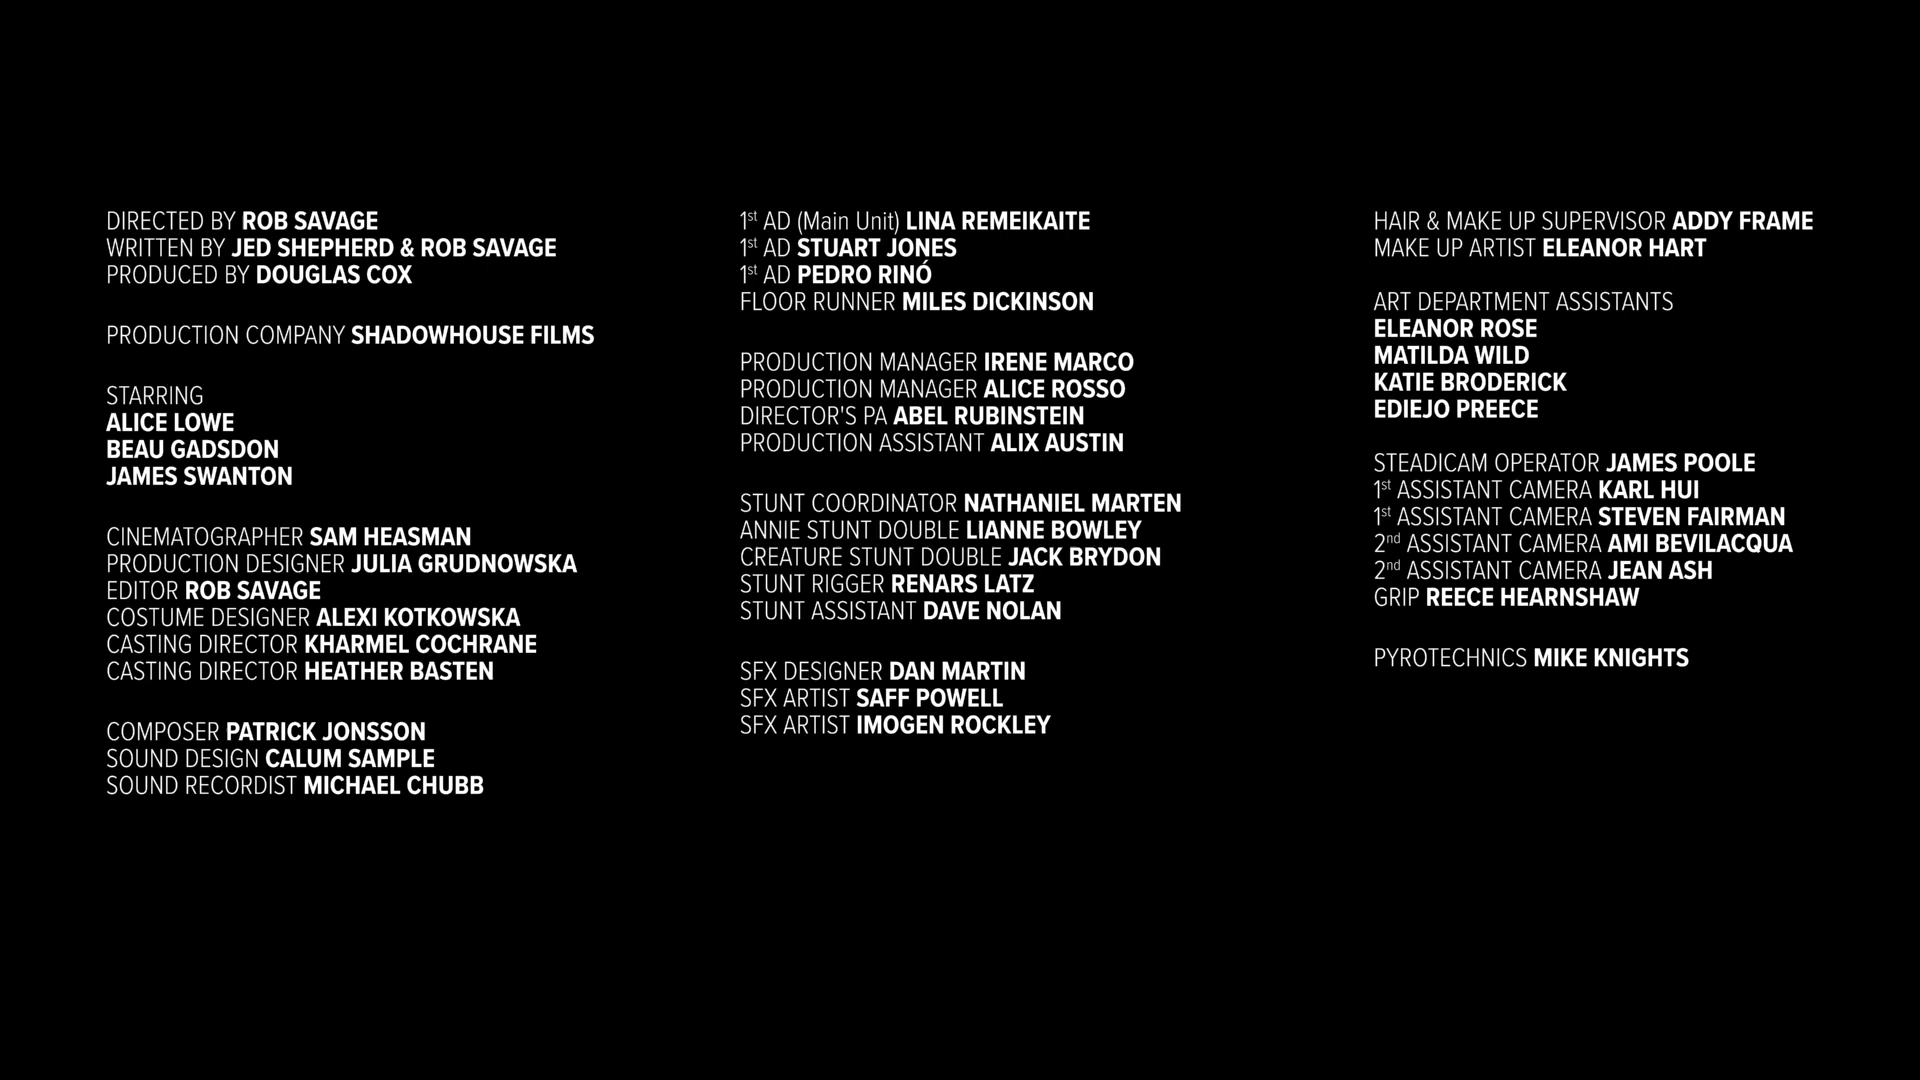 DIRECTED BY ROB SAVAGE
WRITTEN BY JED SHEPHERD & ROB SAVAGE
PRODUCED BY DOUGLAS COX
PRODUCTION COMPANY SHADOWHOUSE FILMS
STARRING
ALICE LOWE
BEAU GADSDON
JAMES SWANTON
CINEMATOGRAPHER SAM HEASMAN
PRODUCTION DESIGNER JULIA GRUDNOWSKA
EDITOR ROB SAVAGE
COSTUME DESIGNER ALEXI KOTKOWSKA
CASTING DIRECTOR KHARMEL COCHRANE
CASTING DIRECTOR HEATHER BASTEN
COMPOSER PATRICK JONSSON
SOUND DESIGN CALUM SAMPLE
SOUND RECORDIST MICHAEL CHUBB
1st AD (Main Unit) LINA REMEIKAITE
1st AD STUART JONES
1st AD PEDRO RINÓ
FLOOR RUNNER MILES DICKINSON
PRODUCTION MANAGER IRENE MARCO
PRODUCTION MANAGER ALICE ROSSO
DIRECTOR'S PA ABEL RUBINSTEIN
PRODUCTION ASSISTANT ALIX AUSTIN
STUNT COORDINATOR NATHANIEL MARTEN
ANNIE STUNT DOUBLE LIANNE BOWLEY
CREATURE STUNT DOUBLE JACK BRYDON
STUNT RIGGER RENARS LATZ
STUNT ASSISTANT DAVE NOLAN
SFX DESIGNER DAN MARTIN
SFX ARTIST SAFF POWELL
SFX ARTIST IMOGEN ROCKLEY
HAIR & MAKE UP SUPERVISOR ADDY FRAME
MAKE UP ARTIST ELEANOR HART
ART DEPARTMENT ASSISTANTS
ELEANOR ROSE
MATILDA WILD
KATIE BRODERICK
EDIEJO PREECE
STEADICAM OPERATOR JAMES POOLE
1st ASSISTANT CAMERA KARL HUI
1st ASSISTANT CAMERA STEVEN FAIRMAN
2nd ASSISTANT CAMERA AMI BEVILACQUA
2nd ASSISTANT CAMERA JEAN ASH
GRIP REECE HEARNSHAW
PYROTECHNICS MIKE KNIGHTS